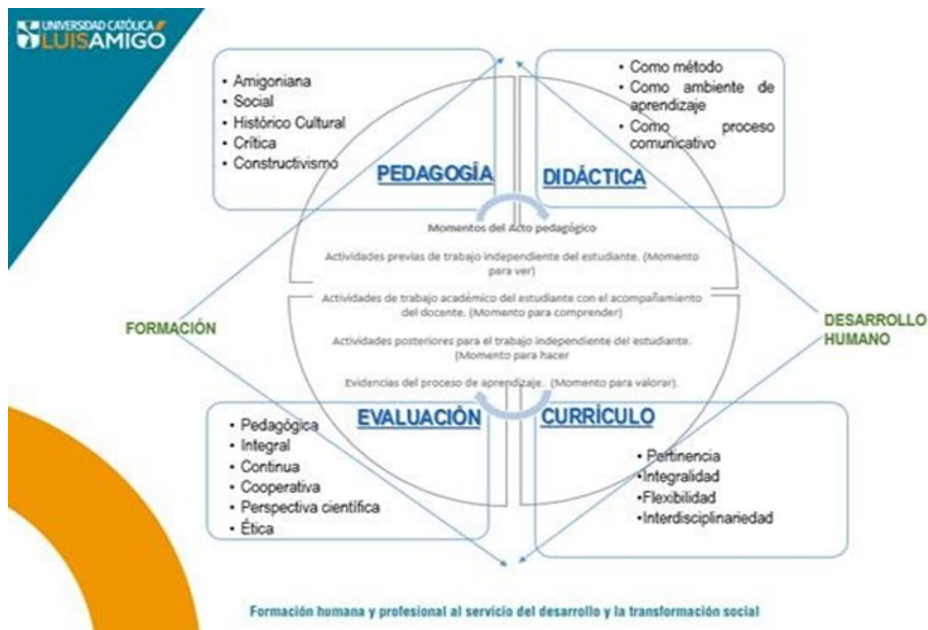 UNIVERSIDAD CATÓLICA
LUIS AMIGÓ
• Amigoniana
• Social
• Histórico Cultural
• Crítica
• Constructivismo
PEDAGOGÍA
• Como método
• Como ambiente de
aprendizaje
• Como proceso
comunicativo
DIDÁCTICA
Momentos del Acto pedagógico
Actividades previas de trabajo independiente del estudiante. (Momento
para ver)
Actividades de trabajo académico del estudiante con el acompañamiento
del docente. (Momento para comprender)
Actividades posteriores para el trabajo independiente del estudiante.
(Momento para hacer
Evidencias del proceso de aprendizaje. (Momento para valorar).
FORMACIÓN
DESARROLLO
HUMANO
EVALUACIÓN
• Pedagógica
• Integral
• Continua
• Cooperativa
• Perspectiva científica
• Ética
CURRÍCULO
• Pertinencia
•Integralidad
•Flexibilidad
•Interdisciplinariedad
Formación humana y profesional al servicio del desarrollo y la transformación social